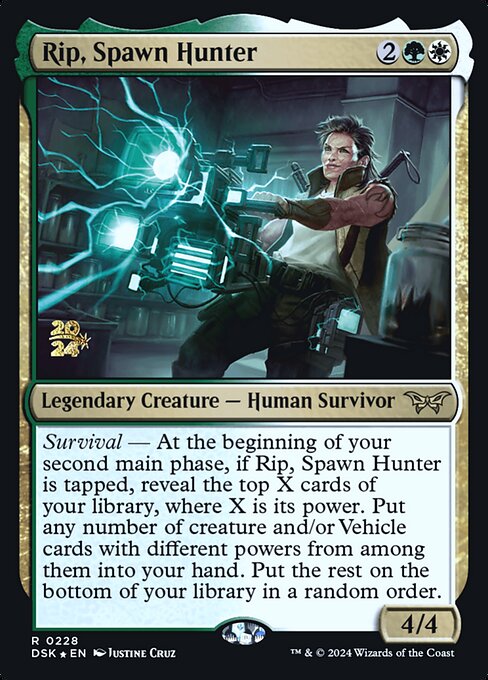 Rip, Spawn Hunter 2
2024
Legendary Creature — Human Survivor
Survival — At the beginning of your
second main phase, if Rip, Spawn Hunter
is tapped, reveal the top X cards of
your library, where X is its power. Put
any number of creature and/or Vehicle
cards with different powers from among
them into your hand. Put the rest on the
bottom of your library in a random order.
4/4
R 0228
DSK ★ EN Justine Cruz
™ & © 2024 Wizards of the Coast